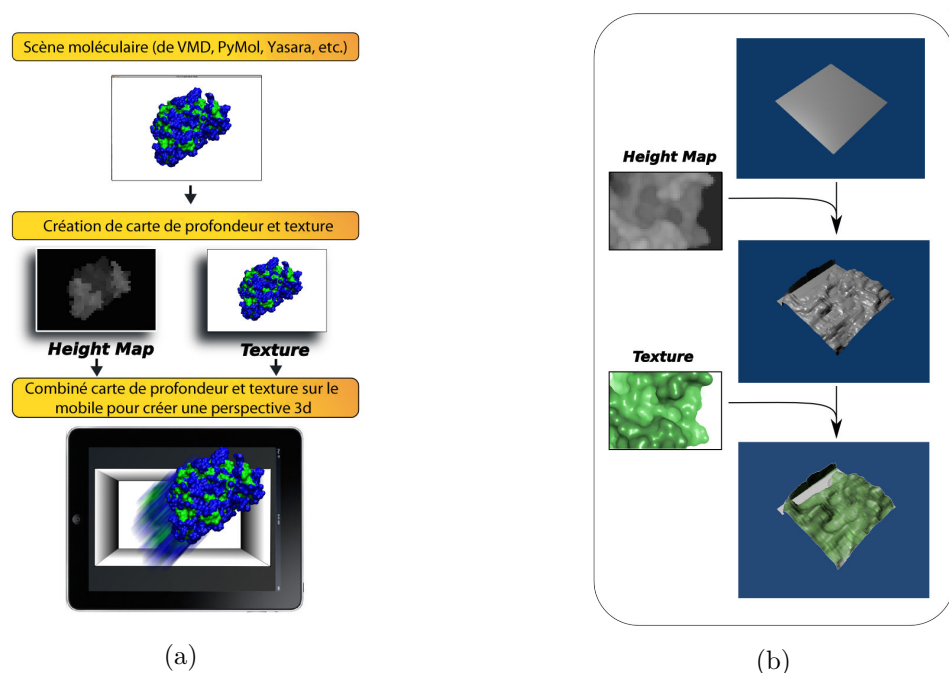 Scène moléculaire (de VMD, PyMol, Yasara, etc.)
Création de carte de profondeur et texture
Height Map
Texture
Combiné carte de profondeur et texture sur le
mobile pour créer une perspective 3d
(a)
Height Map
Texture
(b)